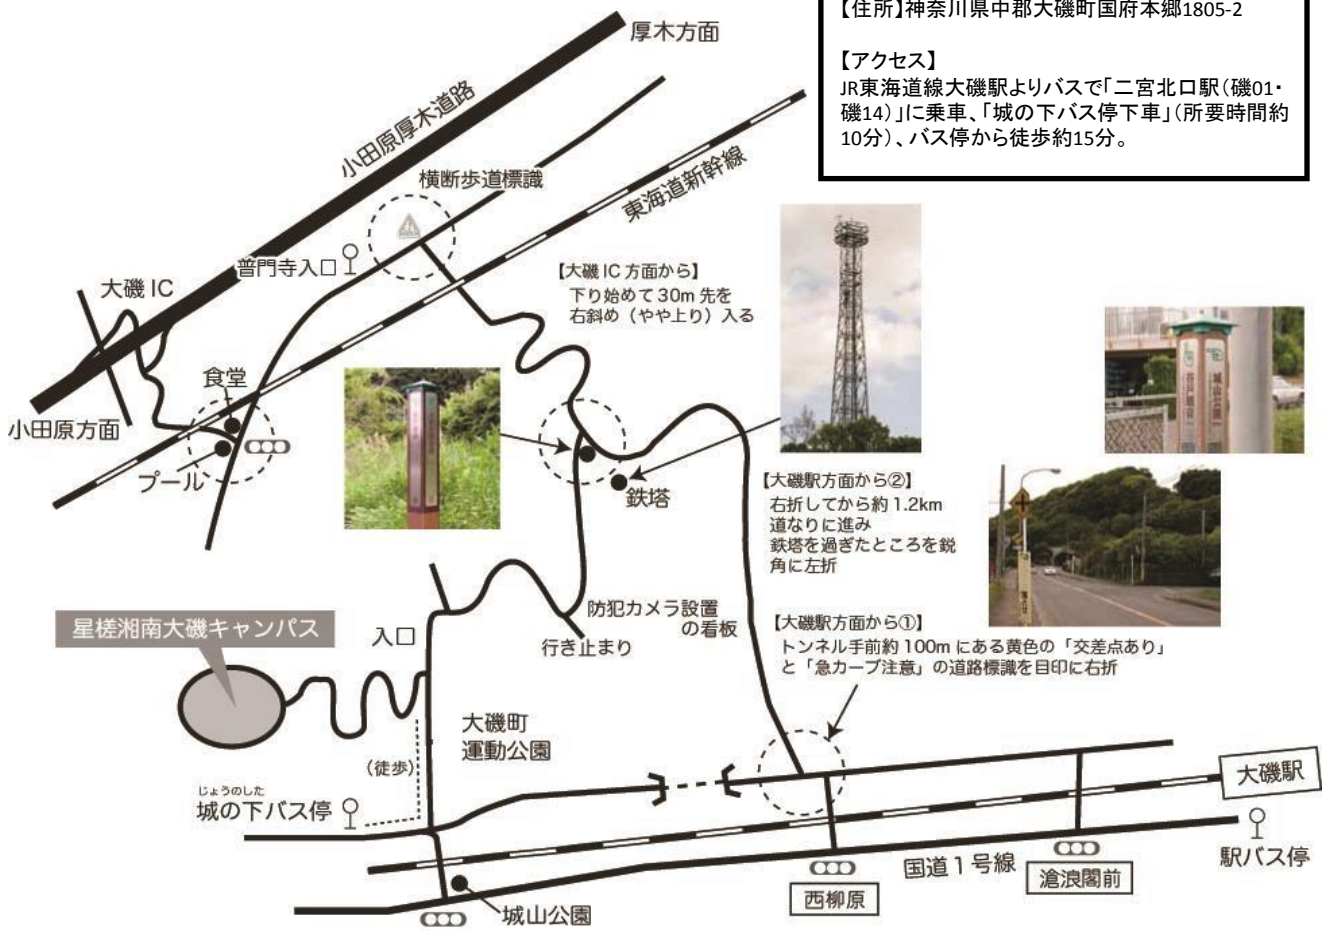 【住所】神奈川県中郡大磯町国府本郷1805-2
【アクセス】
JR東海道線大磯駅よりバスで「二宮北口駅(磯01・
磯14)」に乗車、「城の下バス停下車」(所要時間約
10分)、バス停から徒歩約15分。
厚木方面
小田原厚木道路
横断歩道標識
東海道新幹線
普門寺入口
【大磯 IC 方面から】
下り始めて 30m 先を
右斜め（やや上り）入る
大磯 IC
食堂
小田原方面
プール
鉄塔
城山公園
【大磯駅方面から②】
右折してから約 1.2km
道なりに進み
鉄塔を過ぎたところを鋭
角に左折
防犯カメラ設置
の看板
行き止まり
【大磯駅方面から①】
トンネル手前約 100m にある黄色の「交差点あり」
と「急カーブ注意」の道路標識を目印に右折
星槎湘南大磯キャンパス
入口
大磯町
運動公園
（徒歩）
じょうのした
城の下バス停
大磯駅
駅バス停
国道１号線
滄浪閣前
西柳原
城山公園